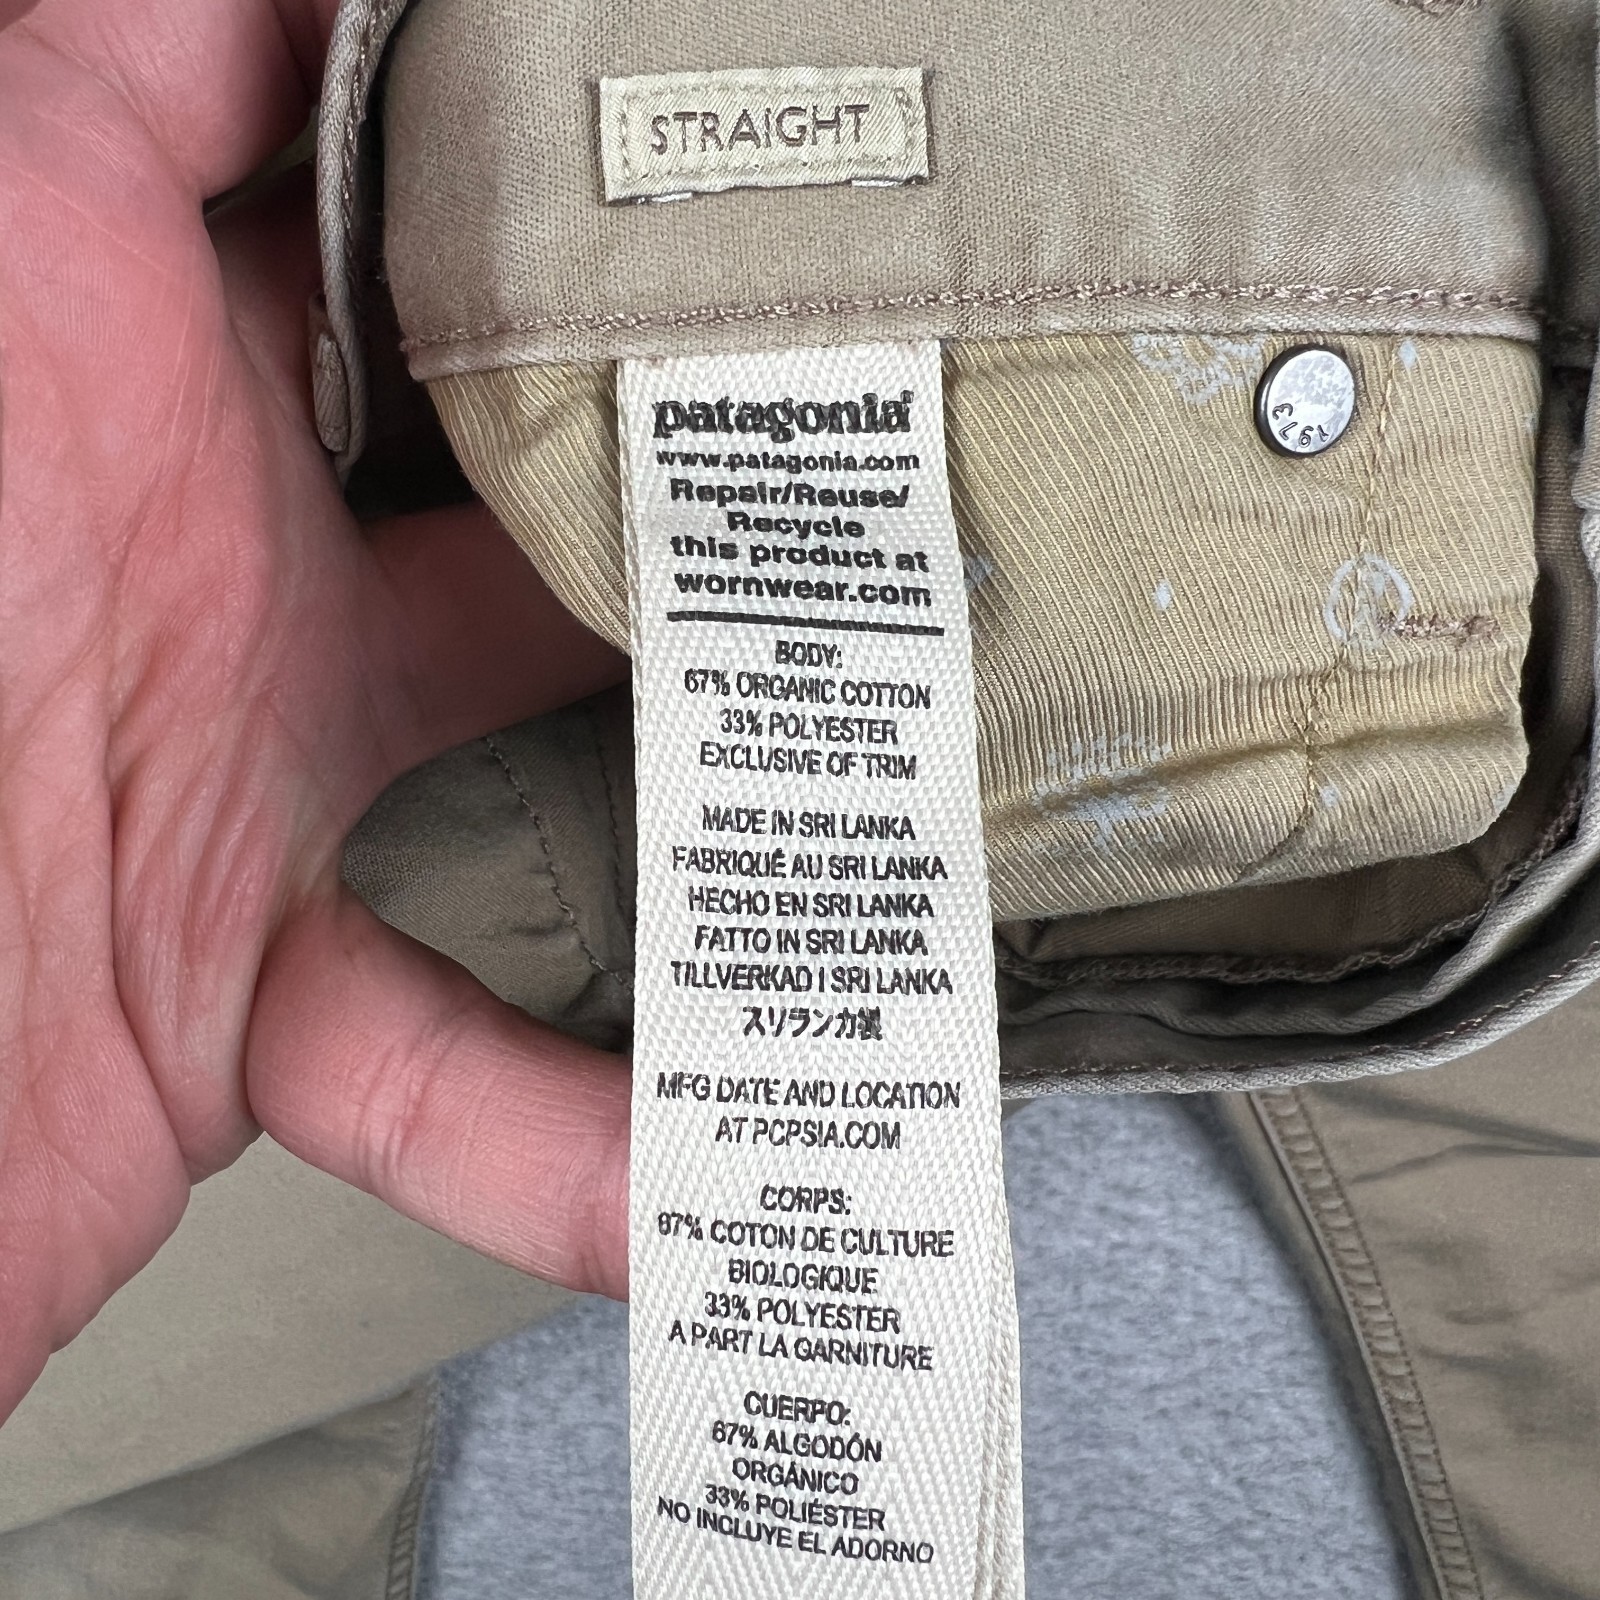 STRAIGHT
patagonia
www.patagonia.com
Repair/Reuse/
Recycle
this product at
wornwear.com
BODY:
67% ORGANIC COTTON
33% POLYESTER
EXCLUSIVE OF TRIM
MADE IN SRI LANKA
FABRIQUÉ AU SRI LANKA
HECHO EN SRI LANKA
FATTO IN SRI LANKA
TILLVERKAD I SRI LANKA
スリランカ製
MFG DATE AND LOCATION
AT PCPSIA.COM
CORPS:
67% COTON DE CULTURE
BIOLOGIQUE
33% POLYESTER
A PART LA GARNITURE
CUERPO:
67% ALGODÓN
ORGÁNICO
33% POLIÉSTER
NO INCLUYE EL ADORNO
1973